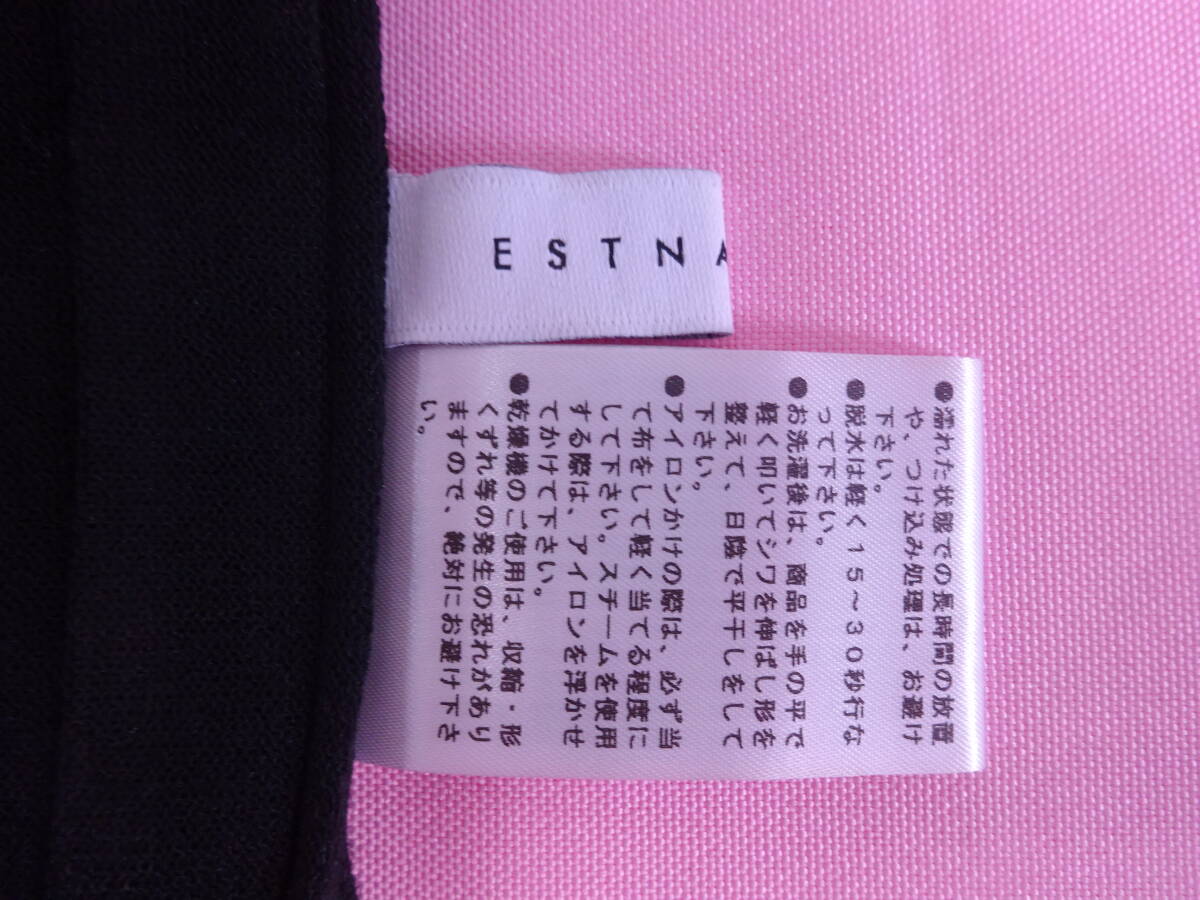 ESTNA
●濡れた状態での長時間の放置
や、つけ込み処理は、お避け
下さい。
●脱水は軽く15~30秒行な
って下さい。
●お洗濯後は、商品を手の平で
軽く叩いてシワを伸ばし形を
整えて、日陰で平干しをして
下さい。
●アイロンかけの際は、必ず当
て布をして軽く当てる程度に
して下さい。スチームを使用
する際は、アイロンを浮かせ
てかけて下さい。
●乾燥機のご使用は、収縮・形
くずれ等の発生の恐れがあり
ますので、絶対にお避け下さ
い。